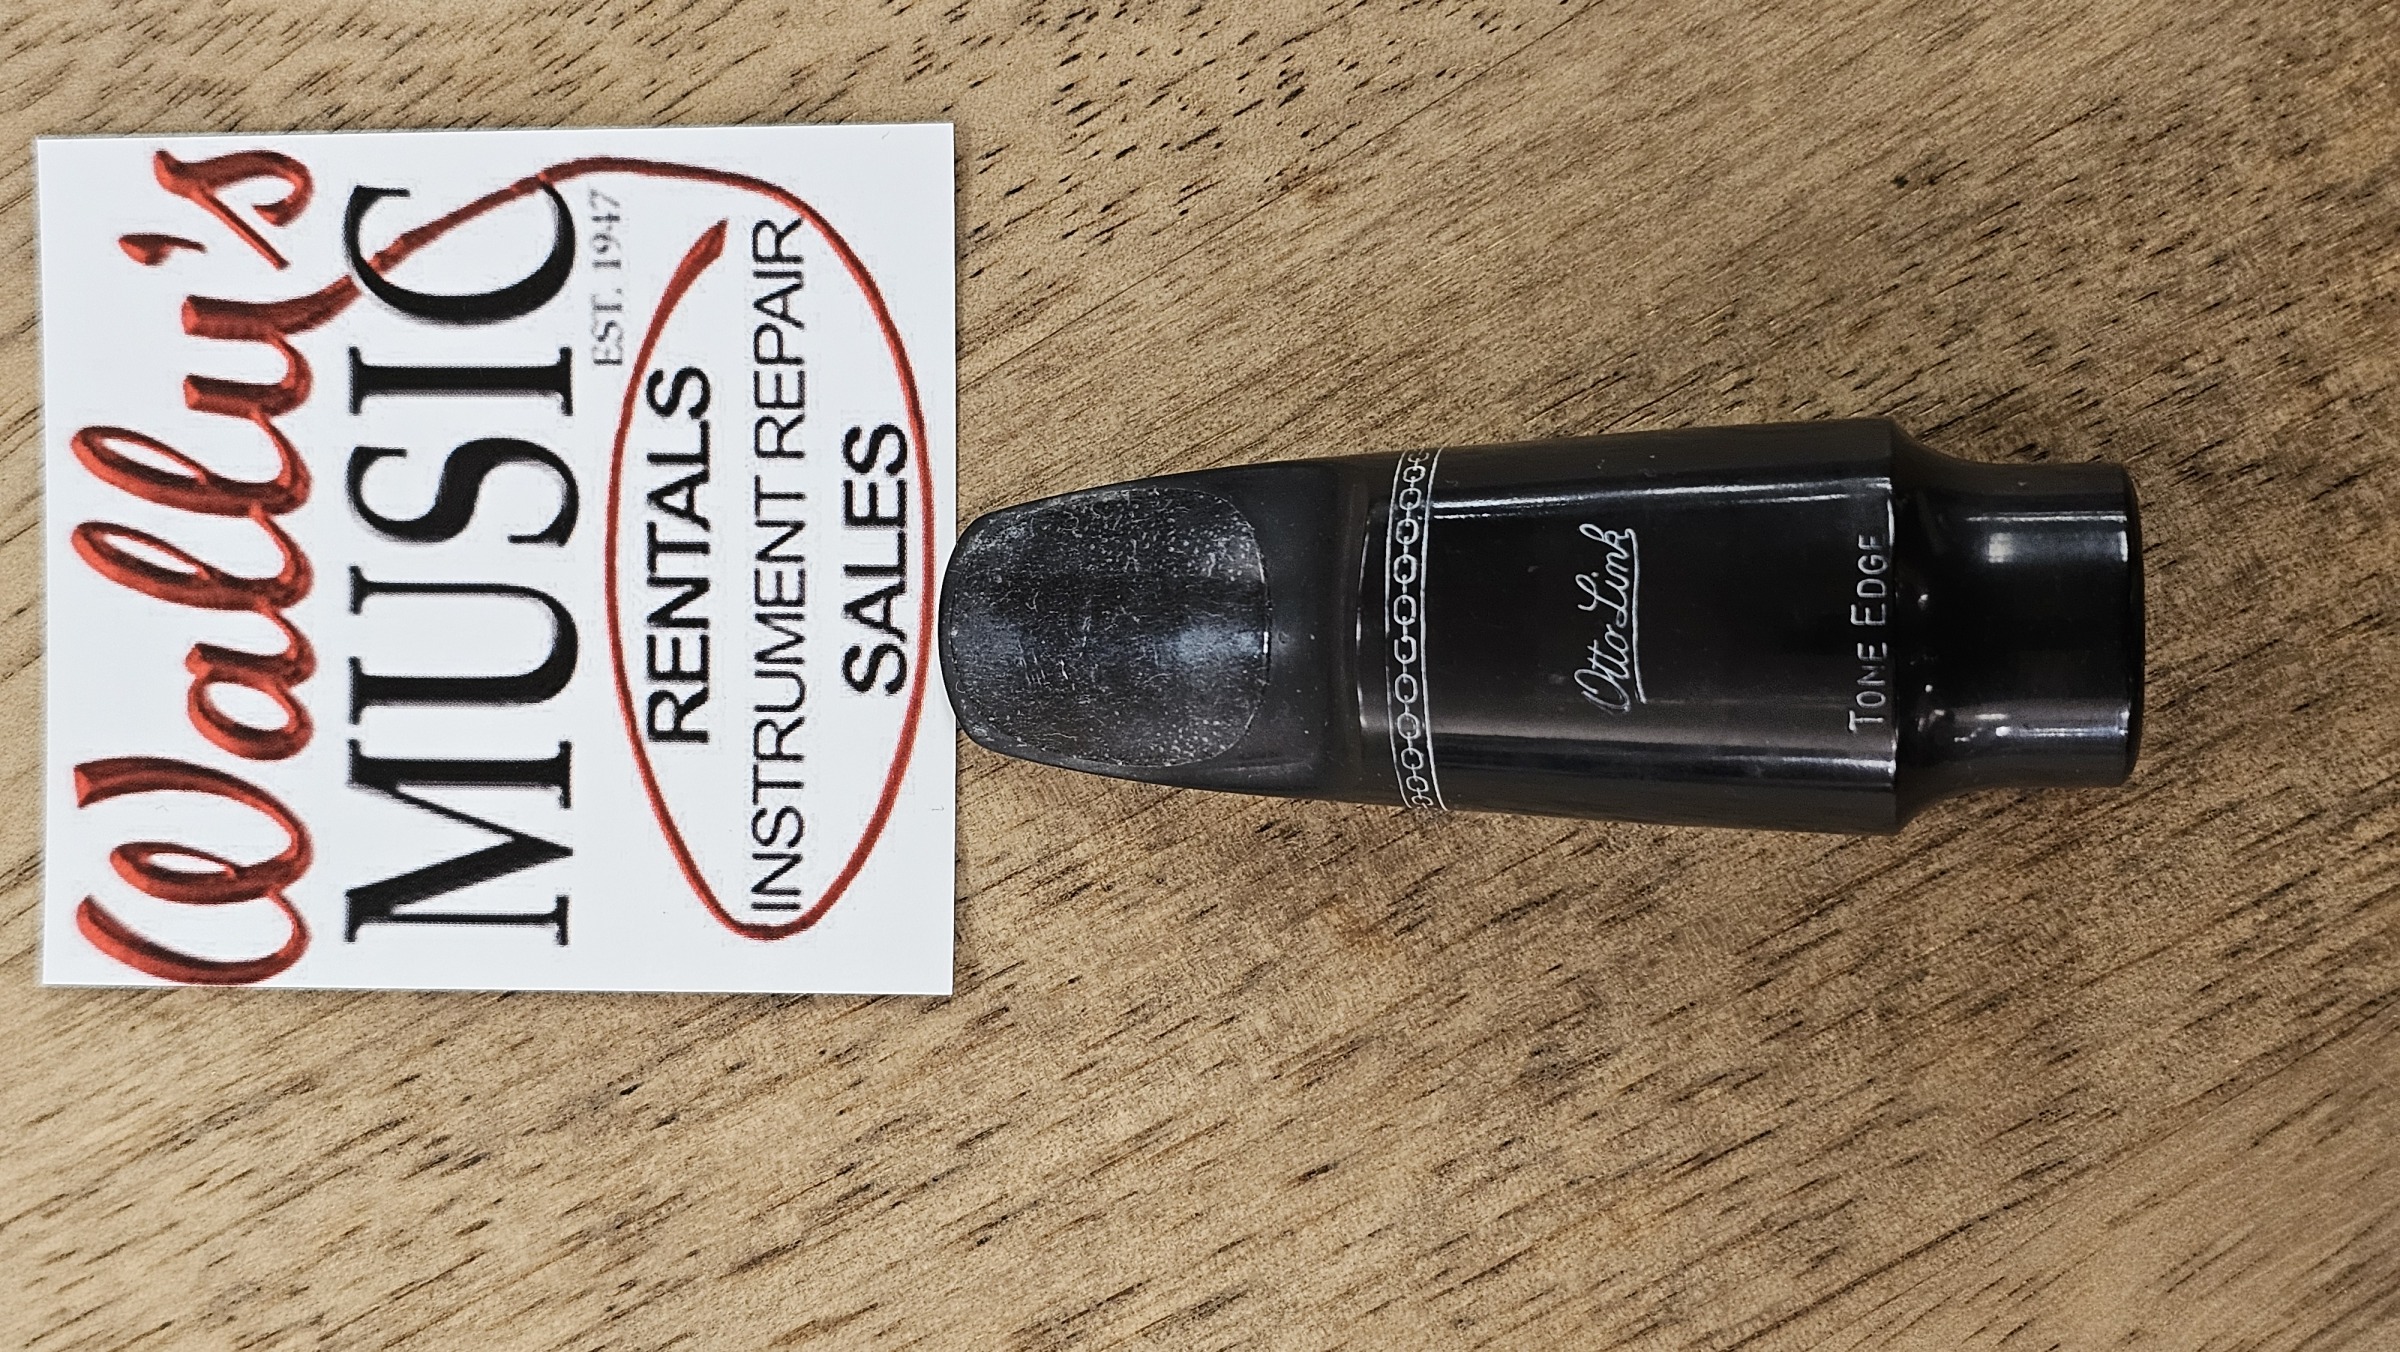 Wally's
MUSIC
EST. 1947
RENTALS
INSTRUMENT REPAIR
SALES
Otto Link
TONE EDGE